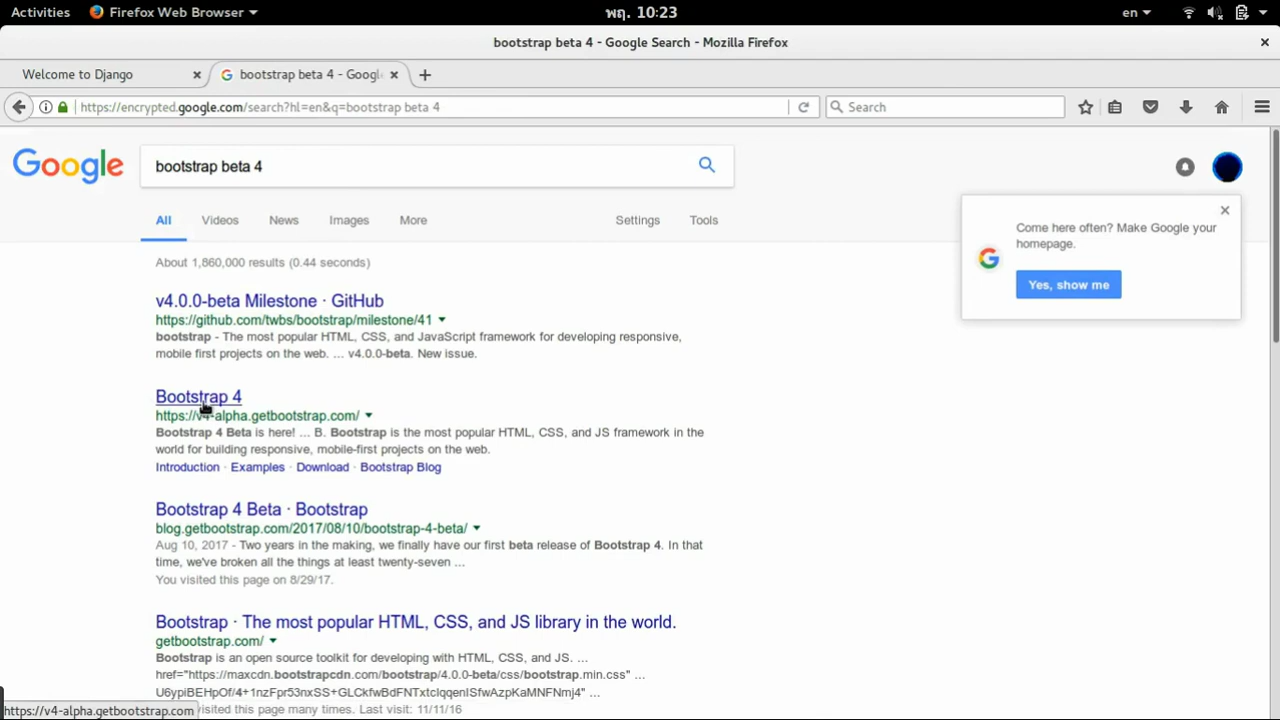 Activities Firefox Web Browser พฤ. 10:23 en
bootstrap beta 4 - Google Search - Mozilla Firefox
Welcome to Django bootstrap beta 4 - Google
https://encrypted.google.com/search?hl=en&q=bootstrap beta 4 Search
Google bootstrap beta 4
All Videos News Images More Settings Tools
Come here often? Make Google your
homepage.
Yes, show me
About 1,860,000 results (0.44 seconds)
v4.0.0-beta Milestone · GitHub
https://github.com/twbs/bootstrap/milestone/41
bootstrap - The most popular HTML, CSS, and JavaScript framework for developing responsive,
mobile first projects on the web. ... v4.0.0-beta. New issue.
Bootstrap 4
https://v4-alpha.getbootstrap.com/
Bootstrap 4 Beta is here! ... B. Bootstrap is the most popular HTML, CSS, and JS framework in the
world for building responsive, mobile-first projects on the web.
Introduction · Examples · Download · Bootstrap Blog
Bootstrap 4 Beta · Bootstrap
blog.getbootstrap.com/2017/08/10/bootstrap-4-beta/
Aug 10, 2017 - Two years in the making, we finally have our first beta release of Bootstrap 4. In that
time, we've broken all the things at least twenty-seven ...
You visited this page on 8/29/17.
Bootstrap · The most popular HTML, CSS, and JS library in the world.
getbootstrap.com/
Bootstrap is an open source toolkit for developing with HTML, CSS, and JS. ...
href="https://maxcdn.bootstrapcdn.com/bootstrap/4.0.0-beta/css/bootstrap.min.css" ...
U6ypiBEHpOf/4+1nzFpr53nxSS+GLCkfwBdFNTxtclqqenISfwAzpKaMNFNmj4" ...
isited this page many times. Last visit: 11/11/16
https://v4-alpha.getbootstrap.com